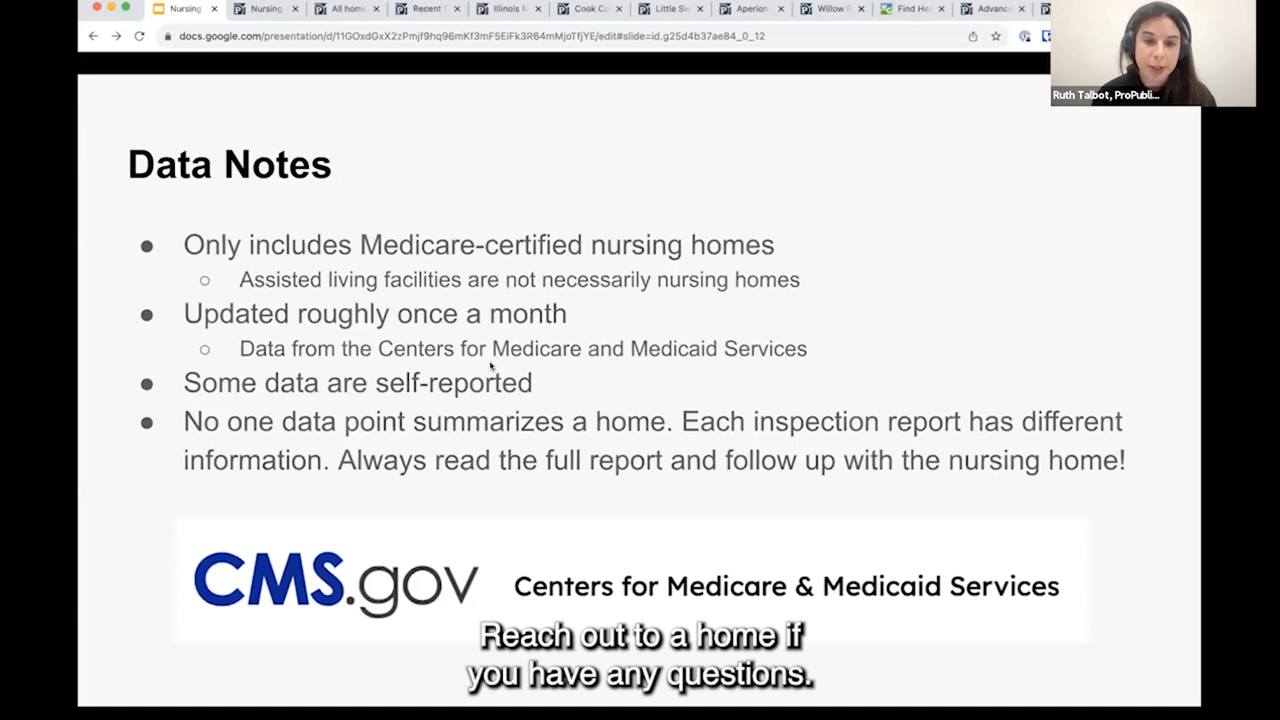 Nursing
Nursing
All home
Recent
Illinois N
Cook Co
Little Sis
Aperion
Willow
Find He
Advanc
docs.google.com/presentation/d/11GOxdGxX2zPmjf9hq96mKf3mF5EiFk3R64mMjoTfjYE/edit#slide=id.g25d4b37ae84_0_12
Ruth Talbot, ProPubli...
Data Notes
● Only includes Medicare-certified nursing homes
○ Assisted living facilities are not necessarily nursing homes
● Updated roughly once a month
○ Data from the Centers for Medicare and Medicaid Services
● Some data are self-reported
● No one data point summarizes a home. Each inspection report has different
information. Always read the full report and follow up with the nursing home!
CMS.gov Centers for Medicare & Medicaid Services
Reach out to a home if
you have any questions.